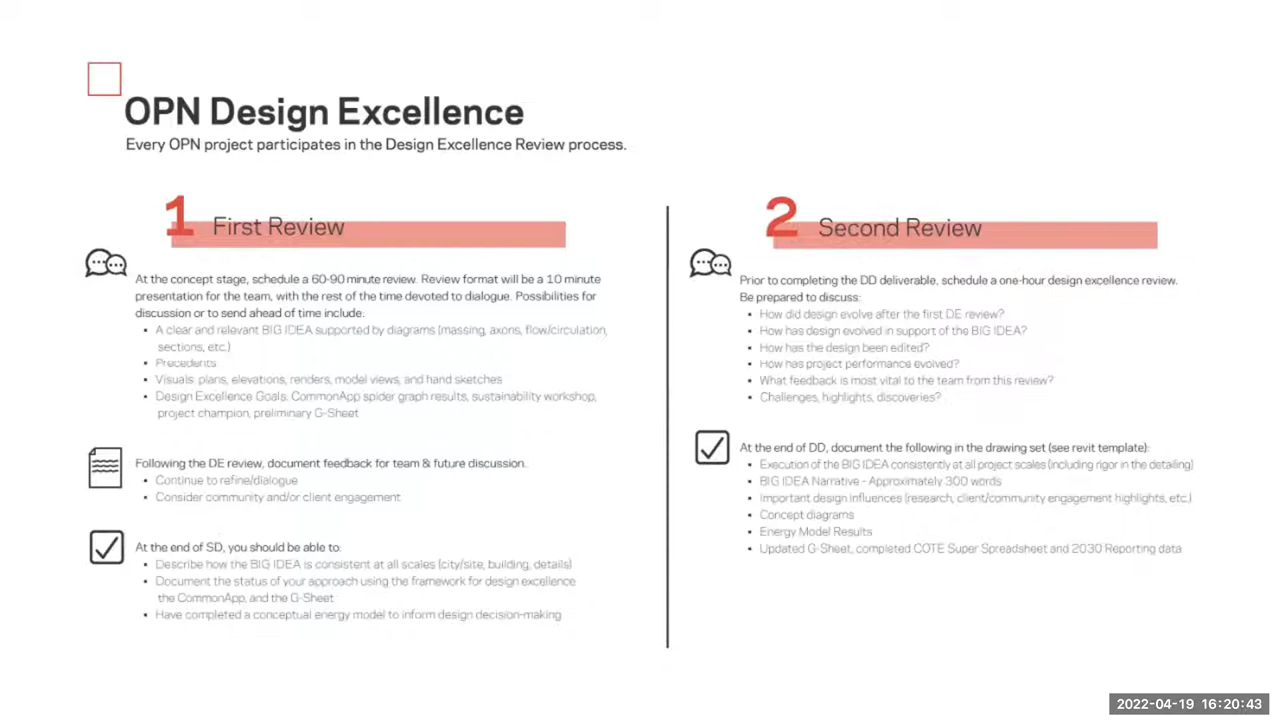 OPN Design Excellence
Every OPN project participates in the Design Excellence Review process.
1 First Review
At the concept stage, schedule a 60-90 minute review. Review format will be a 10 minute
presentation for the team, with the rest of the time devoted to dialogue. Possibilities for
discussion or to send ahead of time include:
• A clear and relevant BIG IDEA supported by diagrams (massing, axons, flow/circulation,
sections, etc.)
• Precedents
• Visuals: plans, elevations, renders, model views, and hand sketches
• Design Excellence Goals: CommonApp spider graph results, sustainability workshop,
project champion, preliminary G-Sheet
Following the DE review, document feedback for team & future discussion.
• Continue to refine/dialogue
• Consider community and/or client engagement
At the end of SD, you should be able to:
• Describe how the BIG IDEA is consistent at all scales (city/site, building, details)
• Document the status of your approach using the framework for design excellence
the CommonApp, and the G-Sheet
• Have completed a conceptual energy model to inform design decision-making
2 Second Review
Prior to completing the DD deliverable, schedule a one-hour design excellence review.
Be prepared to discuss:
• How did design evolve after the first DE review?
• How has design evolved in support of the BIG IDEA?
• How has the design been edited?
• How has project performance evolved?
• What feedback is most vital to the team from this review?
• Challenges, highlights, discoveries?
At the end of DD, document the following in the drawing set (see revit template):
• Execution of the BIG IDEA consistently at all project scales (including rigor in the detailing)
• BIG IDEA Narrative - Approximately 300 words
• Important design influences (research, client/community engagement highlights, etc.)
• Concept diagrams
• Energy Model Results
• Updated G-Sheet, completed COTE Super Spreadsheet and 2030 Reporting data
2022-04-19 16:20:43